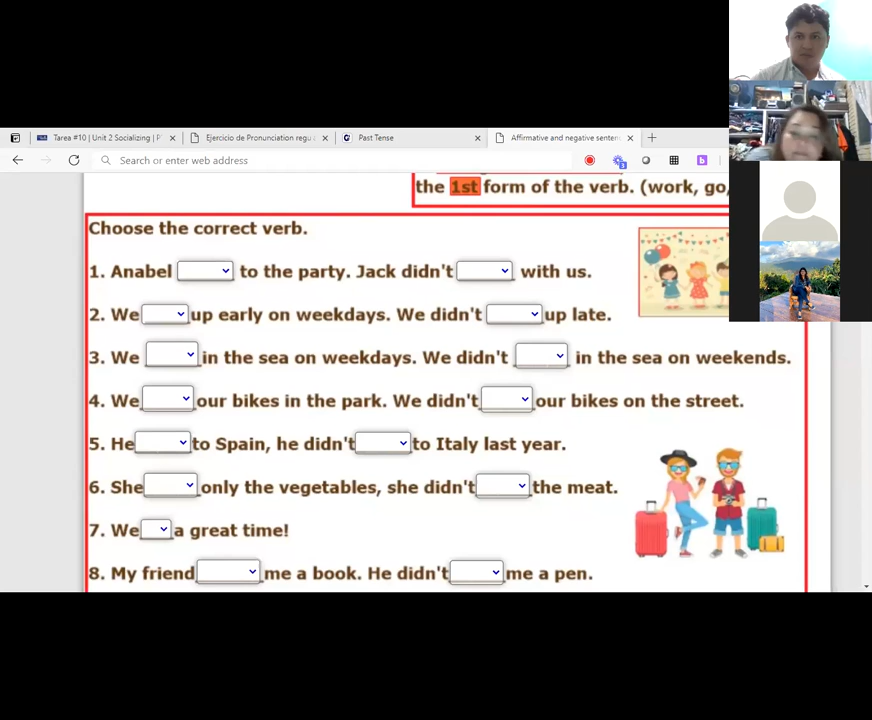 Tarea #10 | Unit 2 Socializing | P
Ejercicio de Pronunciation regu
Past Tense
Affirmative and negative senten
Search or enter web address
3
b
the 1st form of the verb. (work, go,
Choose the correct verb.
1. Anabel to the party. Jack didn't with us.
2. We up early on weekdays. We didn't up late.
3. We in the sea on weekdays. We didn't in the sea on weekends.
4. We our bikes in the park. We didn't our bikes on the street.
5. He to Spain, he didn't to Italy last year.
6. She only the vegetables, she didn't the meat.
7. We a great time!
8. My friend me a book. He didn't me a pen.